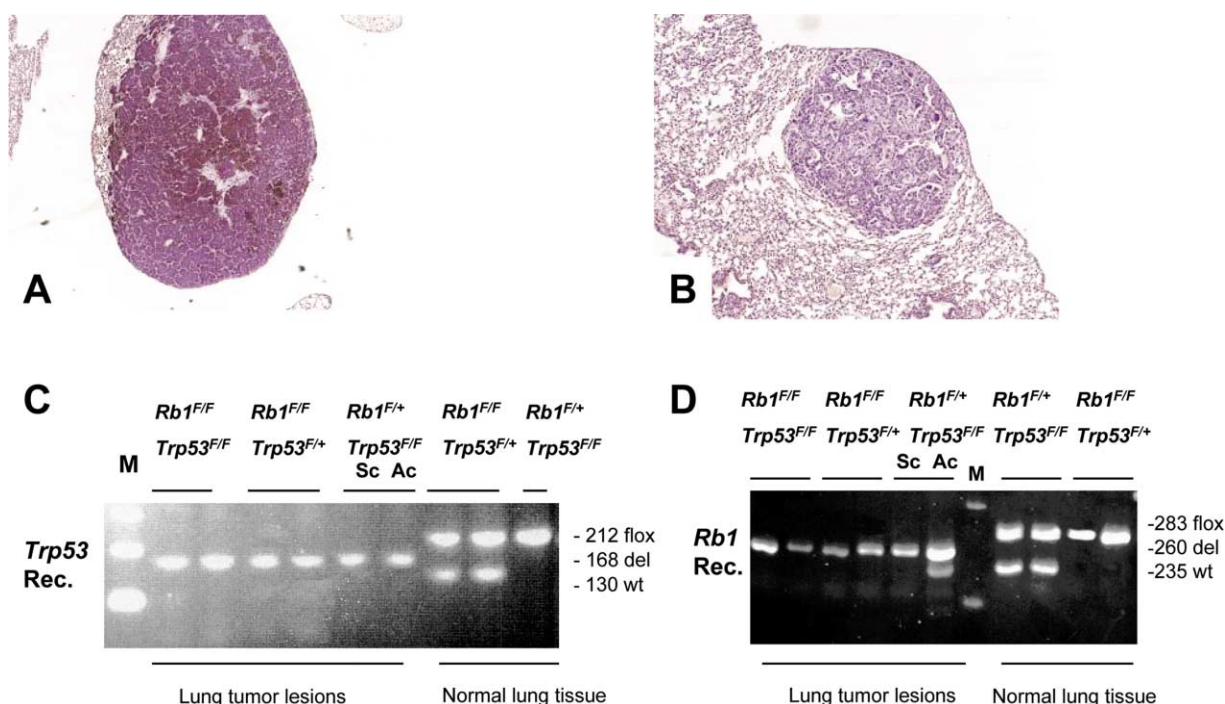 A
B
C
Rb1F/F Rb1F/F Rb1F/+ Rb1F/F Rb1F/+
Trp53F/F Trp53F/+ Trp53F/F Trp53F/+ Trp53F/F
M Sc Ac
Trp53
Rec.
- 212 flox
- 168 del
- 130 wt
Lung tumor lesions Normal lung tissue
D
Rb1F/F Rb1F/F Rb1F/+ Rb1F/+ Rb1F/F
Trp53F/F Trp53F/+ Trp53F/F Trp53F/F Trp53F/+
Sc Ac M
Rb1
Rec.
-283 flox
-260 del
-235 wt
Lung tumor lesions Normal lung tissue